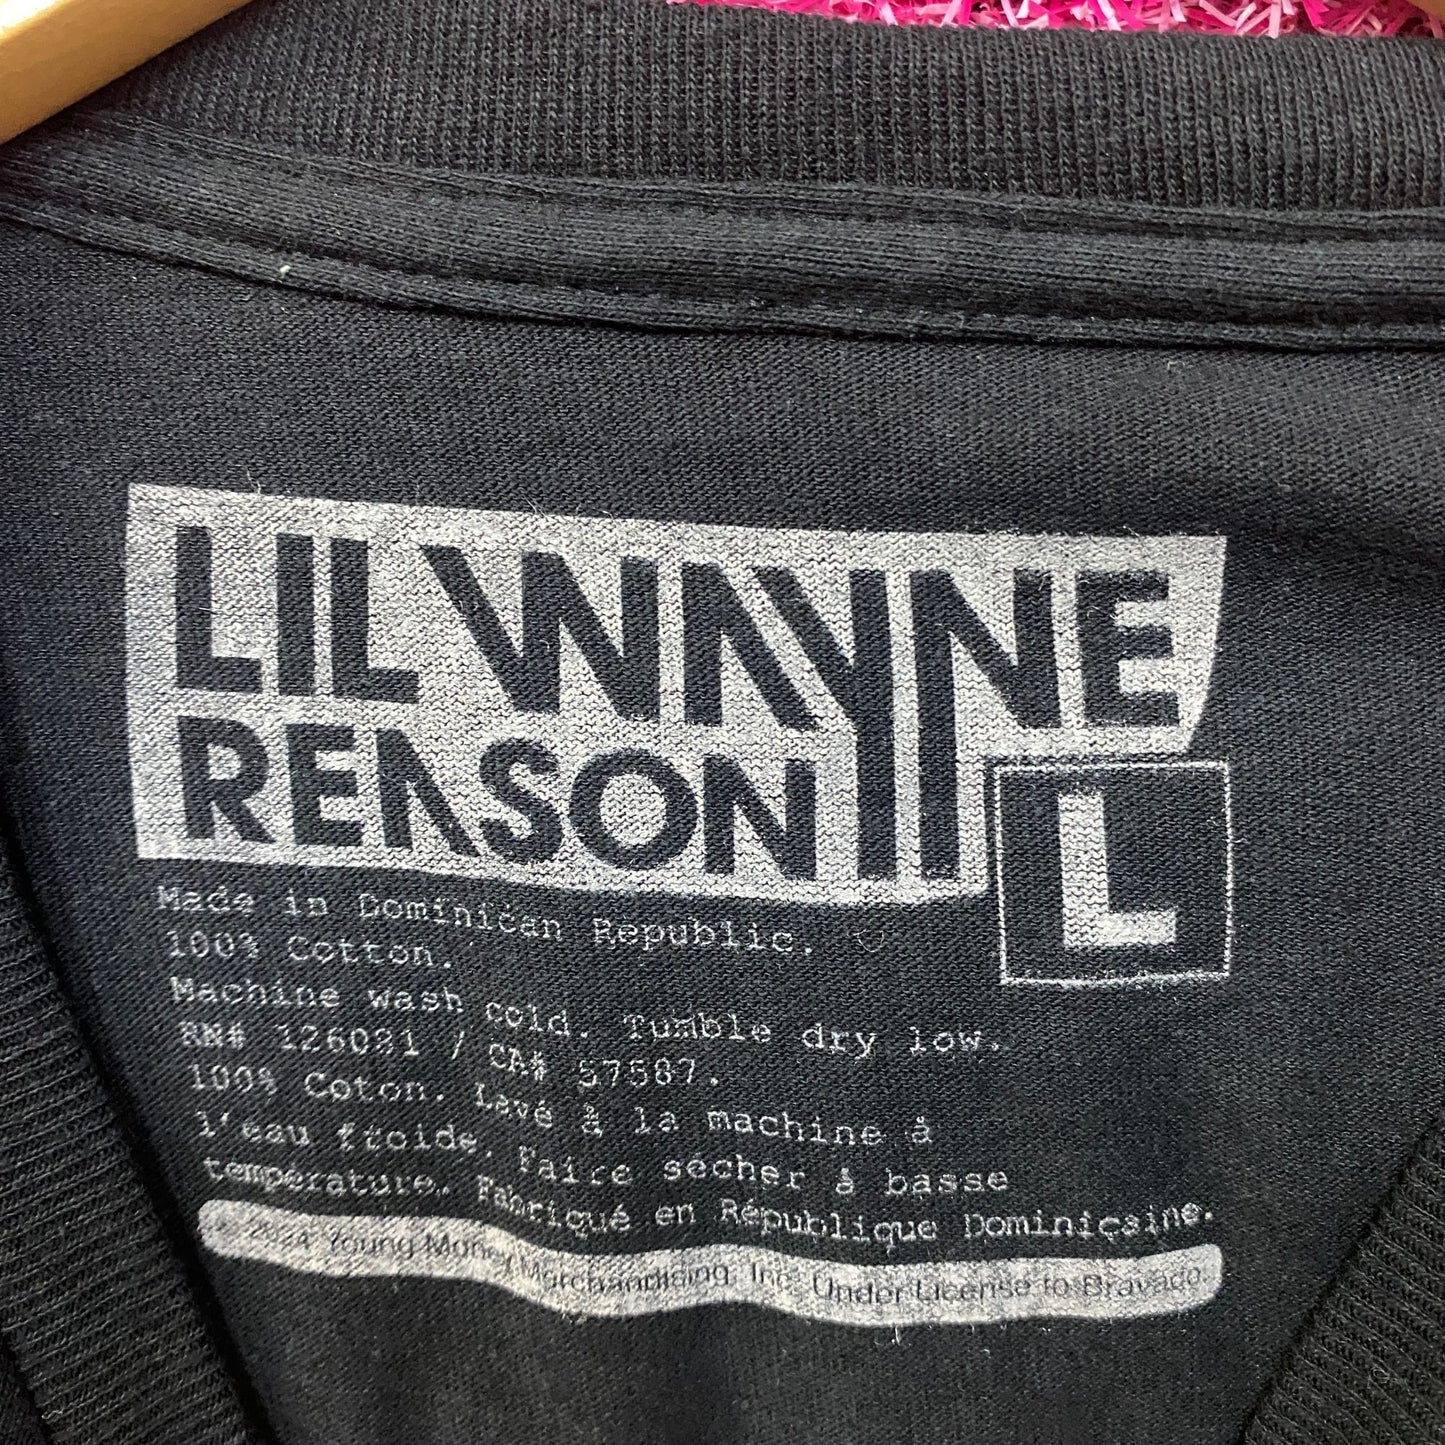 LIL WAYNE
REASON
L
Made in Dominican Republic.
100% Cotton.
Machine wash cold. Tumble dry low.
RN# 126081 / CA# 57587.
100% Coton. Lavé à la machine à
l'eau froide. Faire sécher à basse
température. Fabriqué en République Dominicaine.
2024 Young Money Merchandising, Inc. Under License to Bravado.